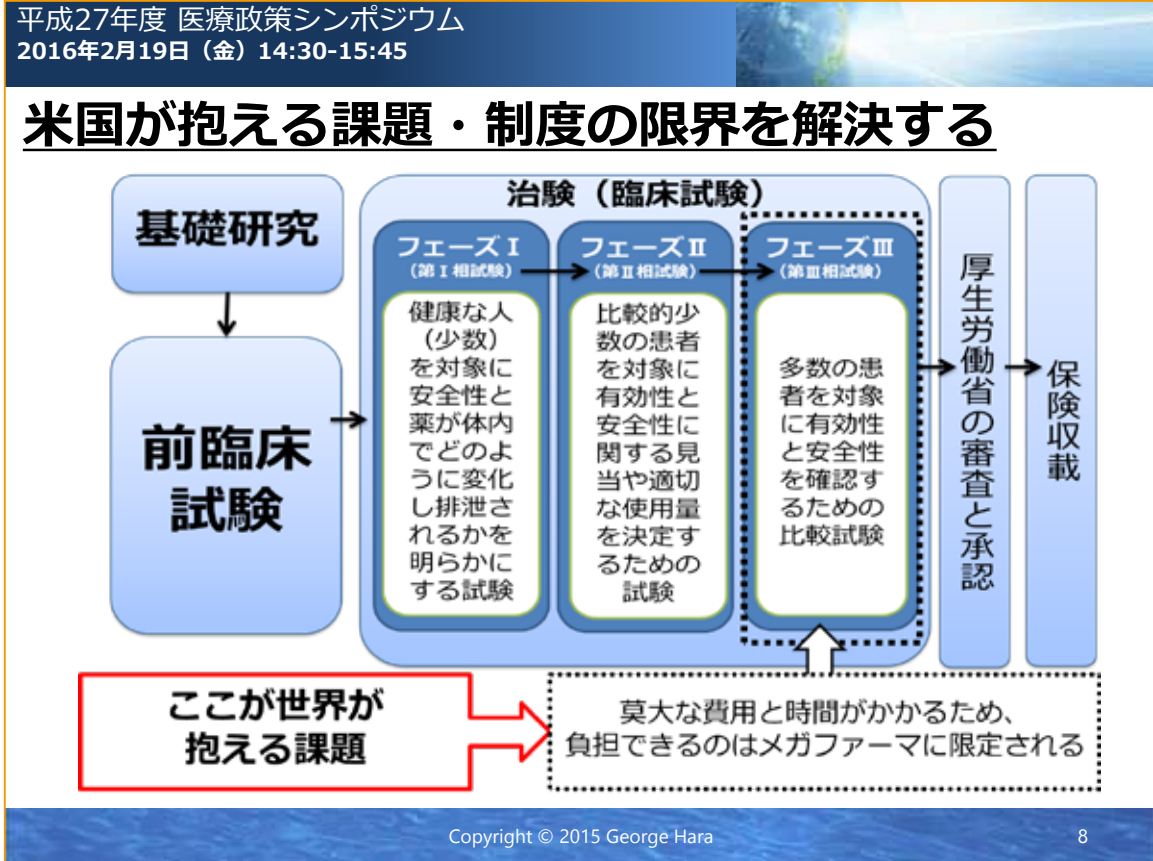 平成27年度 医療政策シンポジウム
2016年2月19日（金）14:30-15:45
米国が抱える課題・制度の限界を解決する
基礎研究
前臨床
試験
治験（臨床試験）
フェーズⅠ
（第Ⅰ相試験）
健康な人
（少数）
を対象に
安全性と
薬が体内
でどのよ
うに変化
し排泄さ
れるかを
明らかに
する試験
フェーズⅡ
（第Ⅱ相試験）
比較的少
数の患者
を対象に
有効性と
安全性に
関する見
当や適切
な使用量
を決定す
るための
試験
フェーズⅢ
（第Ⅲ相試験）
多数の患
者を対象
に有効性
と安全性
を確認す
るための
比較試験
厚生労働省の審査と承認
保険収載
ここが世界が
抱える課題
莫大な費用と時間がかかるため、
負担できるのはメガファーマに限定される
Copyright © 2015 George Hara
8